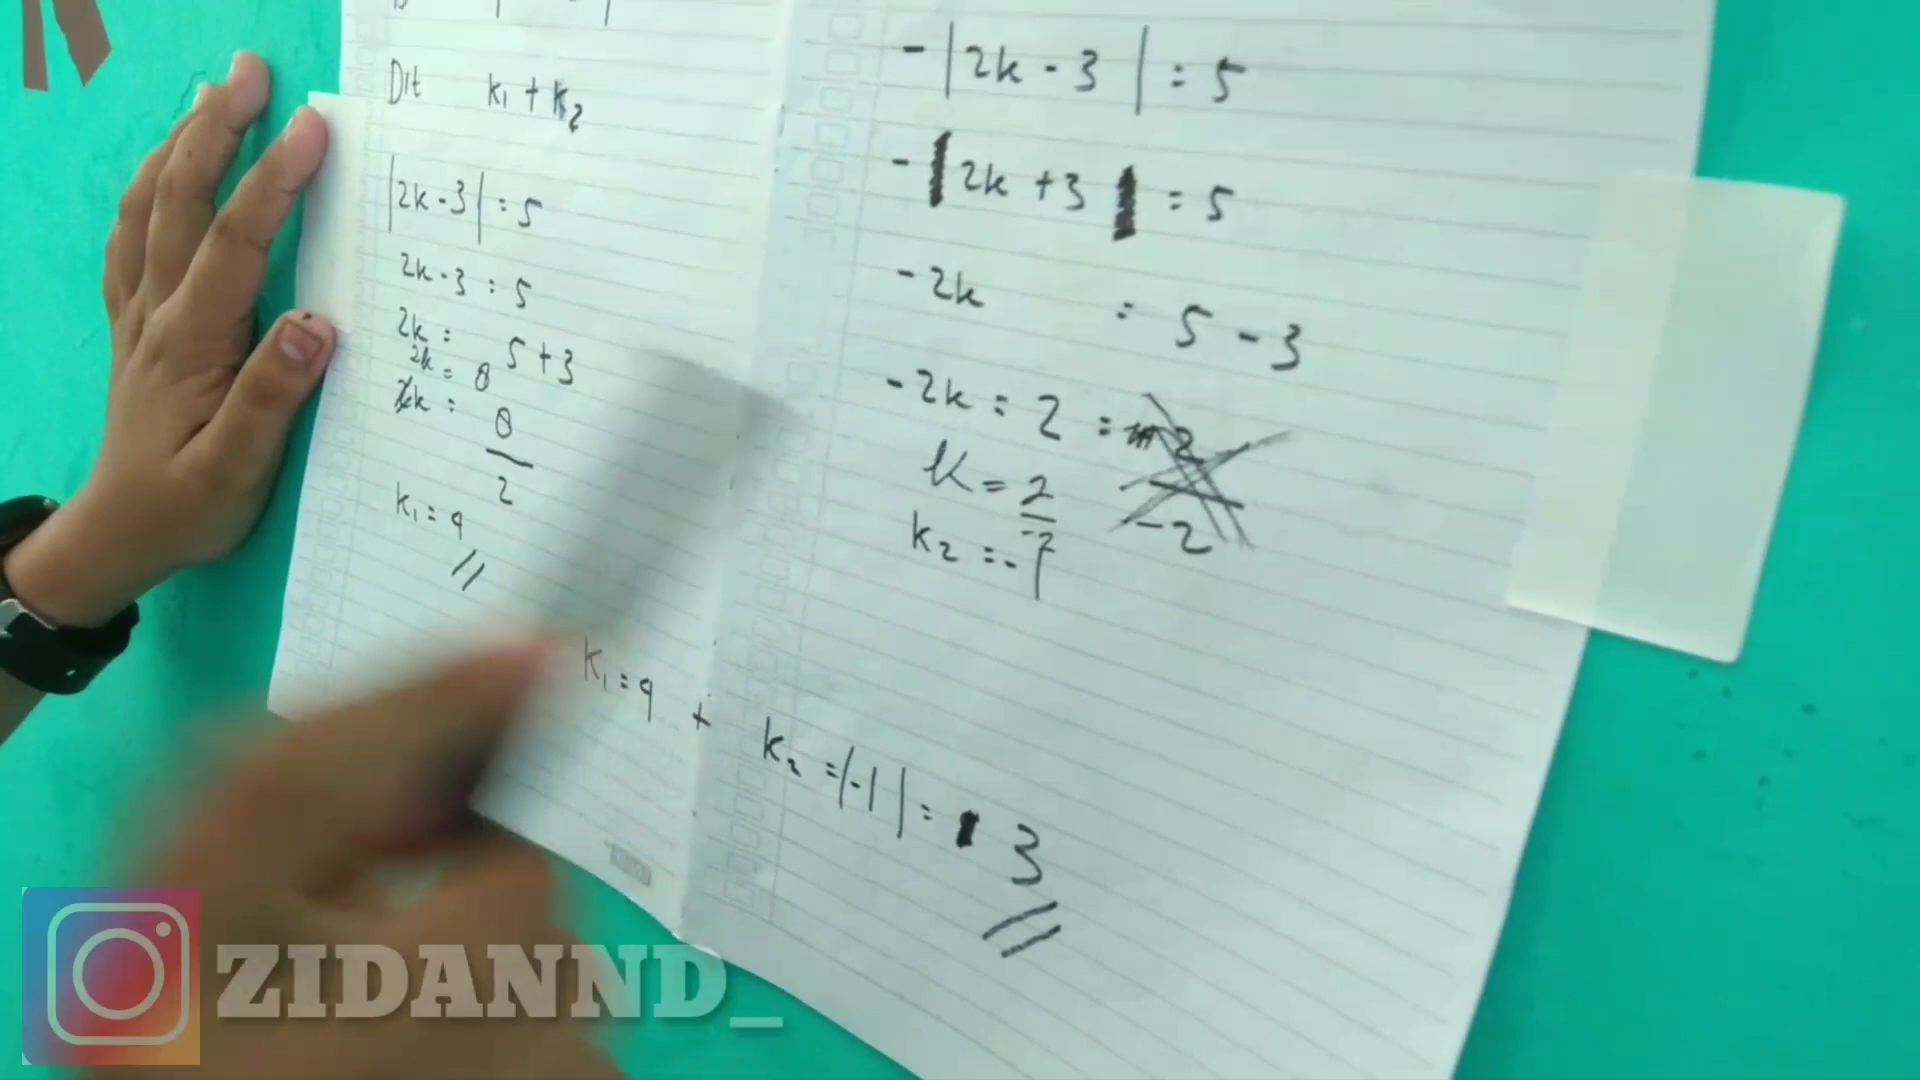 Dit k₁ + k₂
|2k - 3| = 5
2k - 3 = 5
2k = 5 + 3
2k = 8
2k = 8/2
k₁ = 4
-|2k - 3| = 5
- 2k + 3 = 5
- 2k = 5 - 3
- 2k = 2 =
k = 2/-2
k₂ = -1
k₁ = 4 + k₂ = |-1| = 3
ZIDANND_